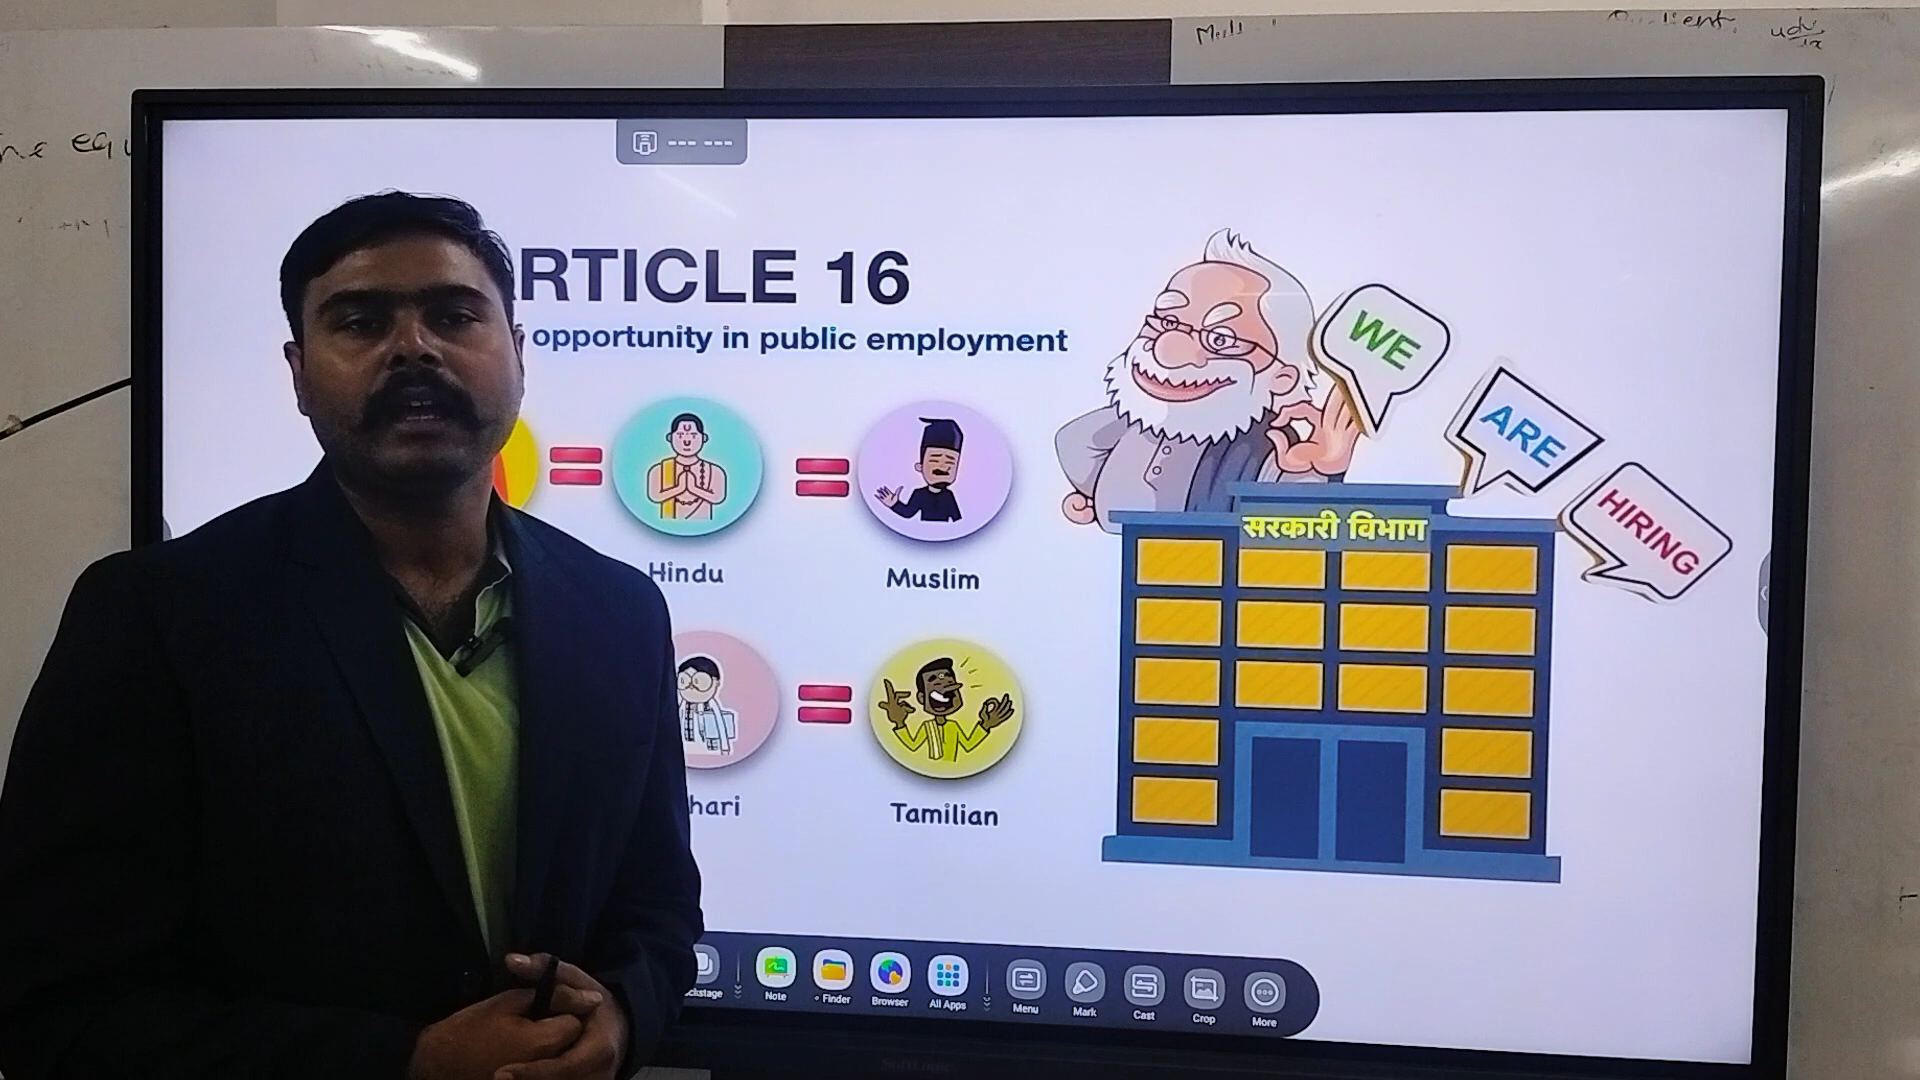 RTICLE 16
opportunity in public employment
WE
ARE
HIRING
सरकारी विभाग
Hindu
Muslim
hari
Tamilian
Note
Finder
Browser
All Apps
Menu
Mark
Cast
Crop
More